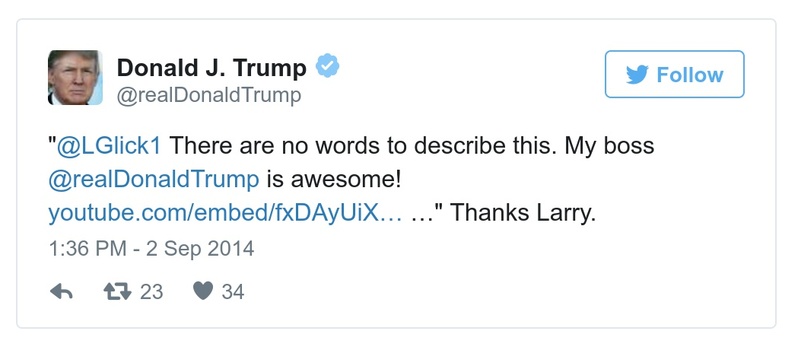 Donald J. Trump
@realDonaldTrump
Follow
"@LGlick1 There are no words to describe this. My boss
@realDonaldTrump is awesome!
youtube.com/embed/fxDAyUiX… …" Thanks Larry.
1:36 PM - 2 Sep 2014
23 34